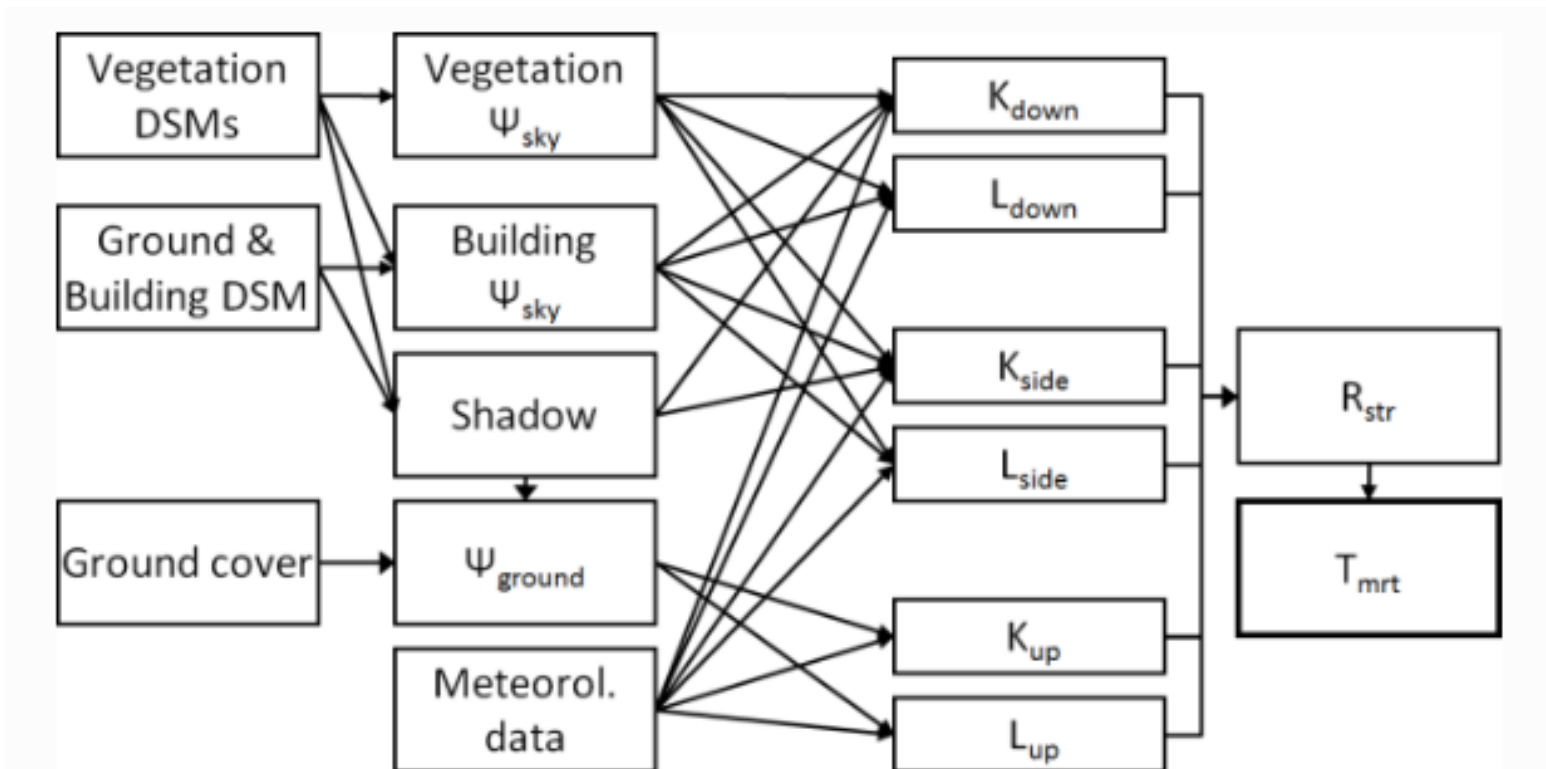 Vegetation
DSMs
Ground &
Building DSM
Ground cover
Vegetation
Ψsky
Building
Ψsky
Shadow
Ψground
Meteorol.
data
Kdown
Ldown
Kside
Lside
Kup
Lup
Rstr
Tmrt